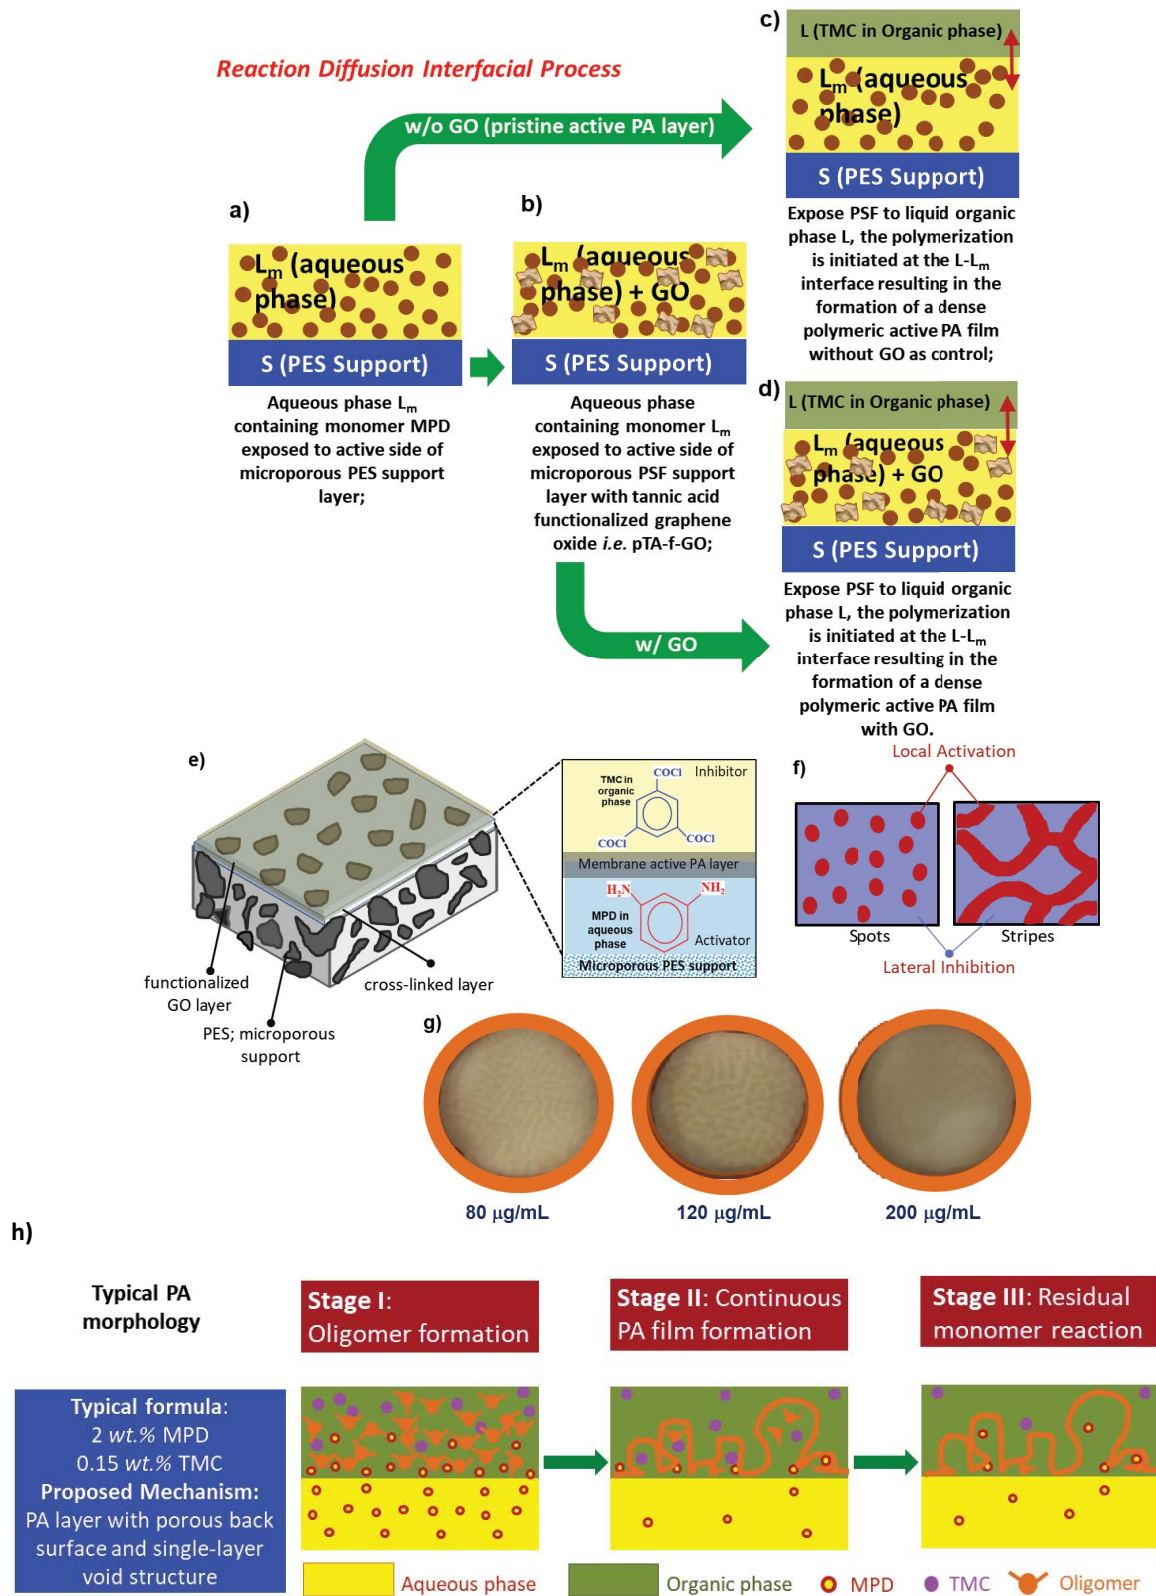 c)
L (TMC in Organic phase)
Reaction Diffusion Interfacial Process
Lm (aqueous
phase)
w/o GO (pristine active PA layer)
S (PES Support)
a)
b)
Expose PSF to liquid organic
phase L, the polymerization
is initiated at the L-Lm
interface resulting in the
formation of a dense
polymeric active PA film
without GO as control;
Lm (aqueous
phase)
S (PES Support)
Lm (aqueous
phase) + GO
S (PES Support)
Aqueous phase Lm
containing monomer MPD
exposed to active side of
microporous PES support
layer;
Aqueous phase
containing monomer Lm
exposed to active side of
microporous PSF support
layer with tannic acid
functionalized graphene
oxide i.e. pTA-f-GO;
d)
L (TMC in Organic phase)
Lm (aqueous
phase) + GO
S (PES Support)
w/ GO
Expose PSF to liquid organic
phase L, the polymerization
is initiated at the L-Lm
interface resulting in the
formation of a dense
polymeric active PA film
with GO.
e)
functionalized
GO layer
PES; microporous
support
cross-linked layer
COCl
Inhibitor
TMC in
organic
phase
COCl
COCl
Membrane active PA layer
H2N
NH2
MPD in
aqueous
phase
Activator
Microporous PES support
f)
Local Activation
Spots
Stripes
Lateral Inhibition
g)
80 μg/mL
120 μg/mL
200 μg/mL
h)
Typical PA
morphology
Stage I:
Oligomer formation
Stage II: Continuous
PA film formation
Stage III: Residual
monomer reaction
Typical formula:
2 wt.% MPD
0.15 wt.% TMC
Proposed Mechanism:
PA layer with porous back
surface and single-layer
void structure
Aqueous phase
Organic phase
MPD
TMC
Oligomer